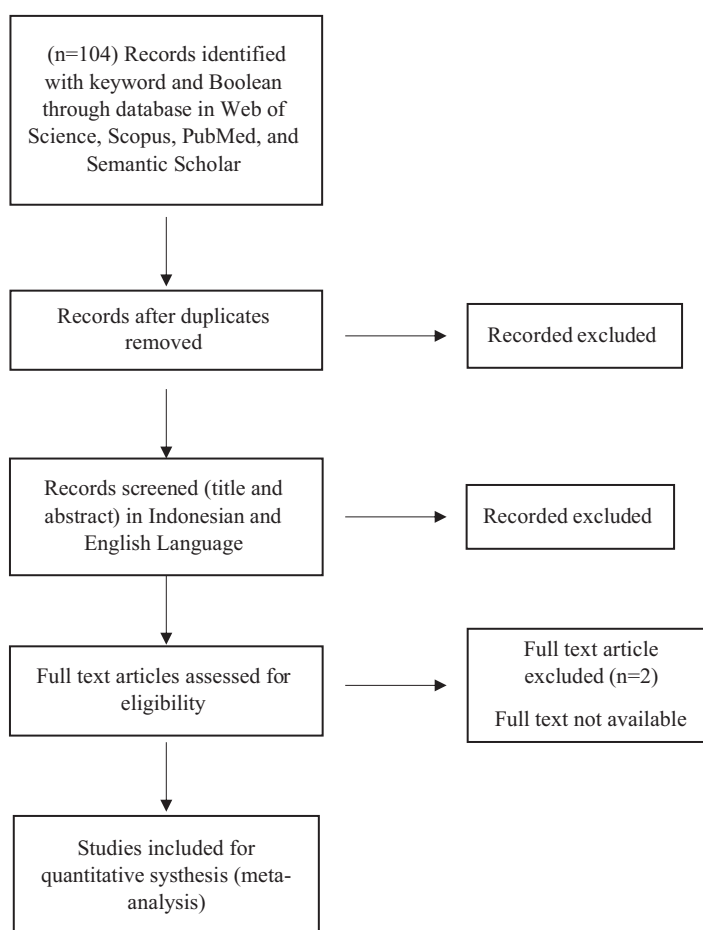 (n=104) Records identified
with keyword and Boolean
through database in Web of
Science, Scopus, PubMed, and
Semantic Scholar
Records after duplicates
removed
Recorded excluded
Records screened (title and
abstract) in Indonesian and
English Language
Recorded excluded
Full text articles assessed for
eligibility
Full text article
excluded (n=2)
Full text not available
Studies included for
quantitative systhesis (meta-
analysis)